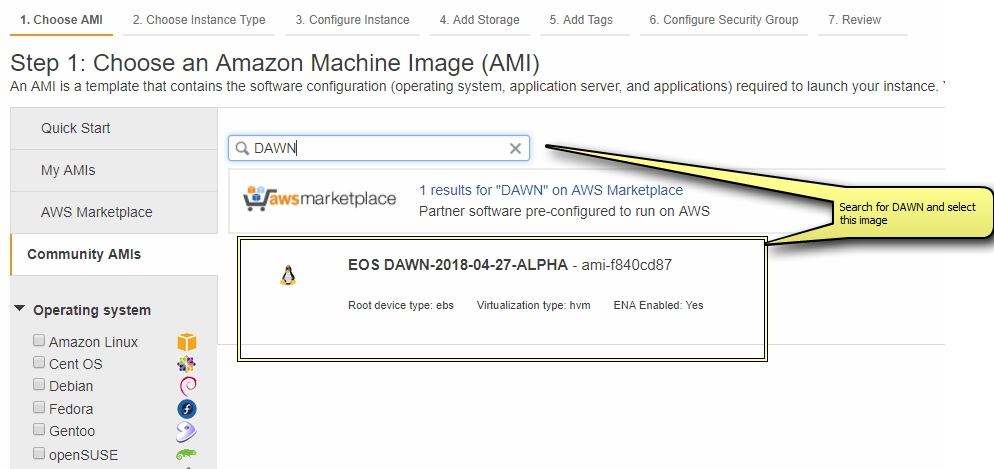 1. Choose AMI 2. Choose Instance Type 3. Configure Instance 4. Add Storage 5. Add Tags 6. Configure Security Group 7. Review
Step 1: Choose an Amazon Machine Image (AMI)
An AMI is a template that contains the software configuration (operating system, application server, and applications) required to launch your instance.
Quick Start
My AMIs
AWS Marketplace
Community AMIs
Operating system
Amazon Linux
Cent OS
Debian
Fedora
Gentoo
openSUSE
DAWN
awsmarketplace
1 results for "DAWN" on AWS Marketplace
Partner software pre-configured to run on AWS
EOS DAWN-2018-04-27-ALPHA - ami-f840cd87
Root device type: ebs Virtualization type: hvm ENA Enabled: Yes
Search for DAWN and select
this image